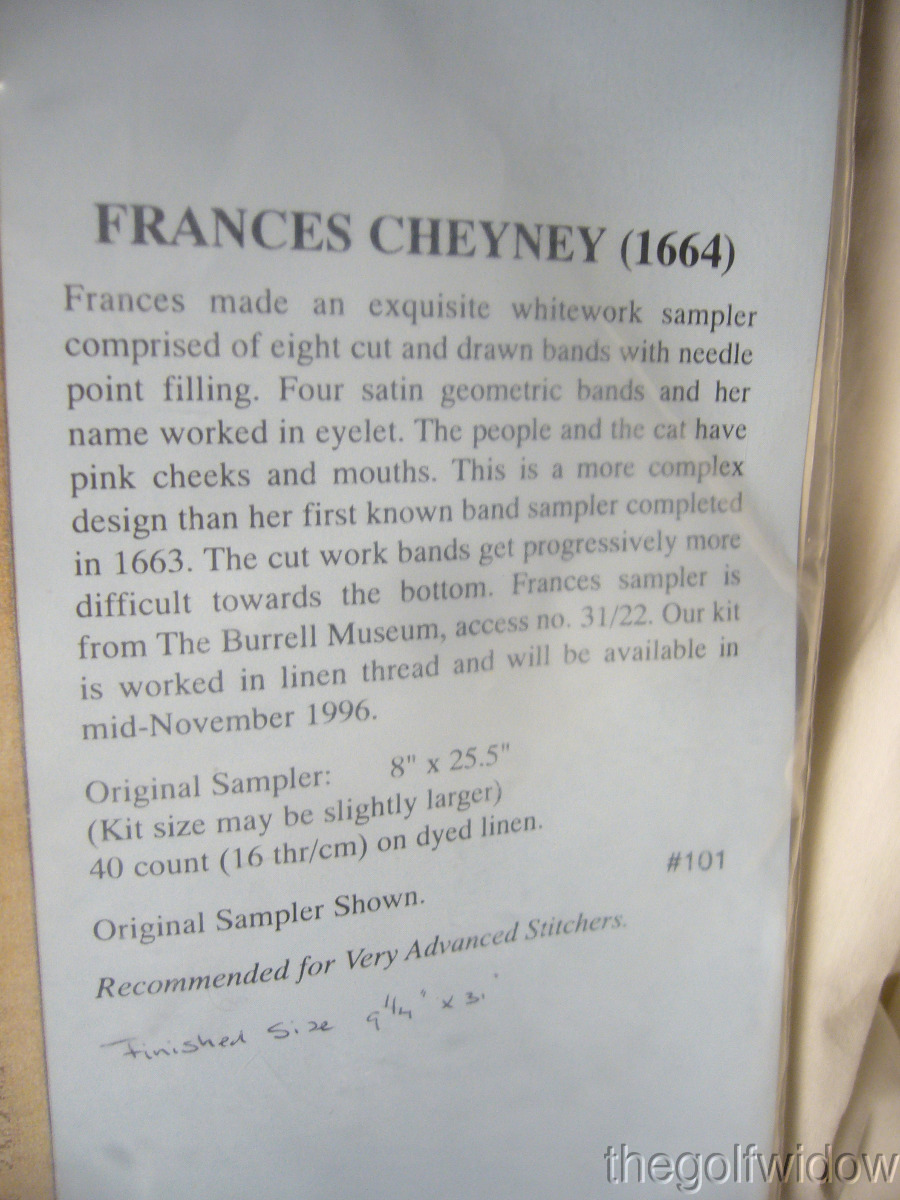 FRANCES CHEYNEY (1664)
Frances made an exquisite whitework sampler
comprised of eight cut and drawn bands with needle
point filling. Four satin geometric bands and her
name worked in eyelet. The people and the cat have
pink cheeks and mouths. This is a more complex
design than her first known band sampler completed
in 1663. The cut work bands get progressively more
difficult towards the bottom. Frances sampler is
from The Burrell Museum, access no. 31/22. Our kit
is worked in linen thread and will be available in
mid-November 1996.
Original Sampler: 8" x 25.5"
(Kit size may be slightly larger)
40 count (16 thr/cm) on dyed linen.
#101
Original Sampler Shown.
Recommended for Very Advanced Stitchers.
Finished Size 9 1/4" x
thegolfwidow